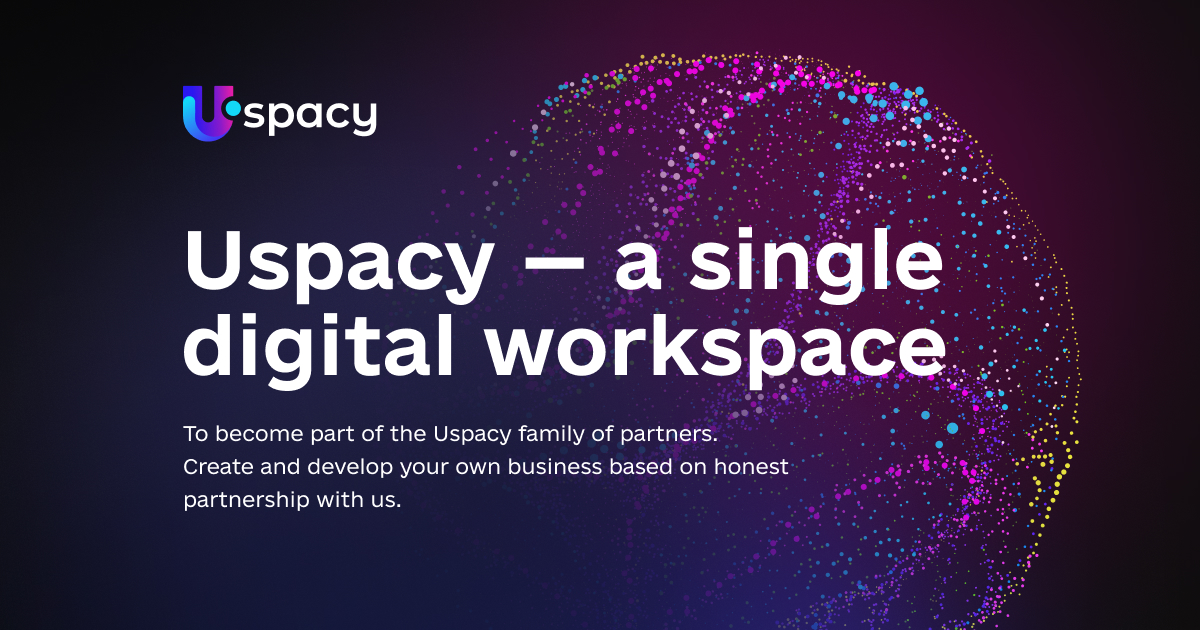 Uspacy
Uspacy — a single
digital workspace
To become part of the Uspacy family of partners.
Create and develop your own business based on honest
partnership with us.